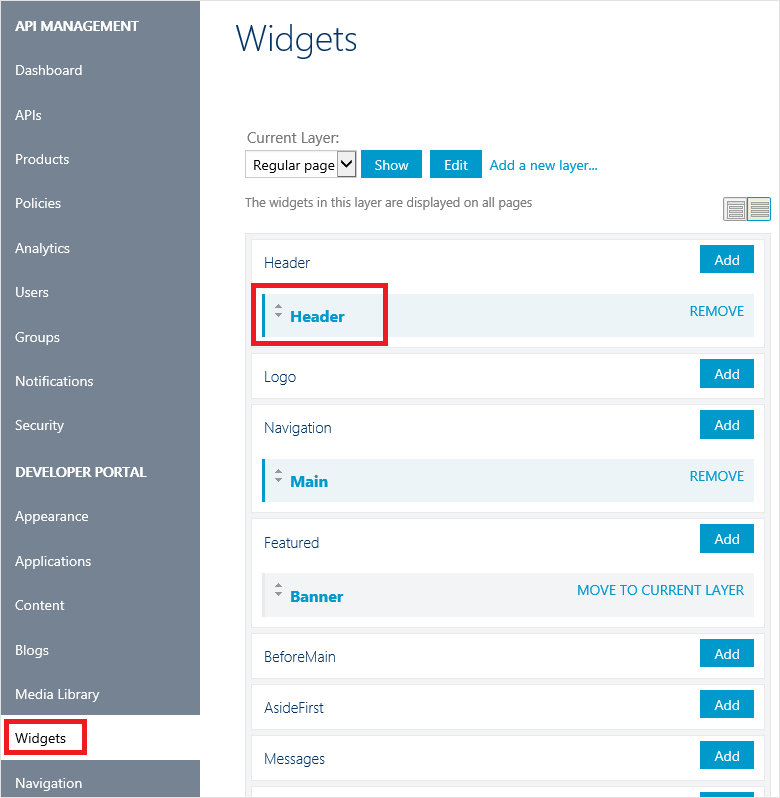 API MANAGEMENT
Dashboard
APIs
Products
Policies
Analytics
Users
Groups
Notifications
Security
DEVELOPER PORTAL
Appearance
Applications
Content
Blogs
Media Library
Widgets
Navigation
Widgets
Current Layer:
Regular page Show Edit Add a new layer...
The widgets in this layer are displayed on all pages
Header Add
Header REMOVE
Logo Add
Navigation Add
Main REMOVE
Featured Add
Banner MOVE TO CURRENT LAYER
BeforeMain Add
AsideFirst Add
Messages Add